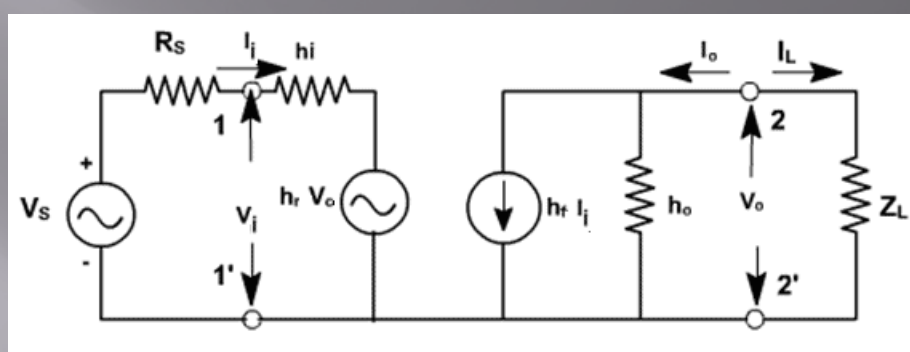 Rs Ii hi Io IL
1 2
+
Vs Vi hr Vo hf Ii ho Vo ZL
-
1' 2'